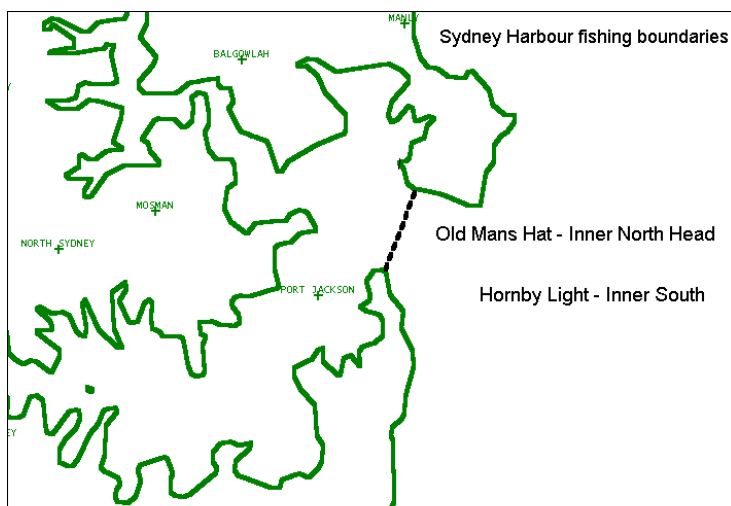 MANLY
Sydney Harbour fishing boundaries
BALGOWLAH
MOSMAN
Old Mans Hat - Inner North Head
NORTH SYDNEY
PORT JACKSON
Hornby Light - Inner South